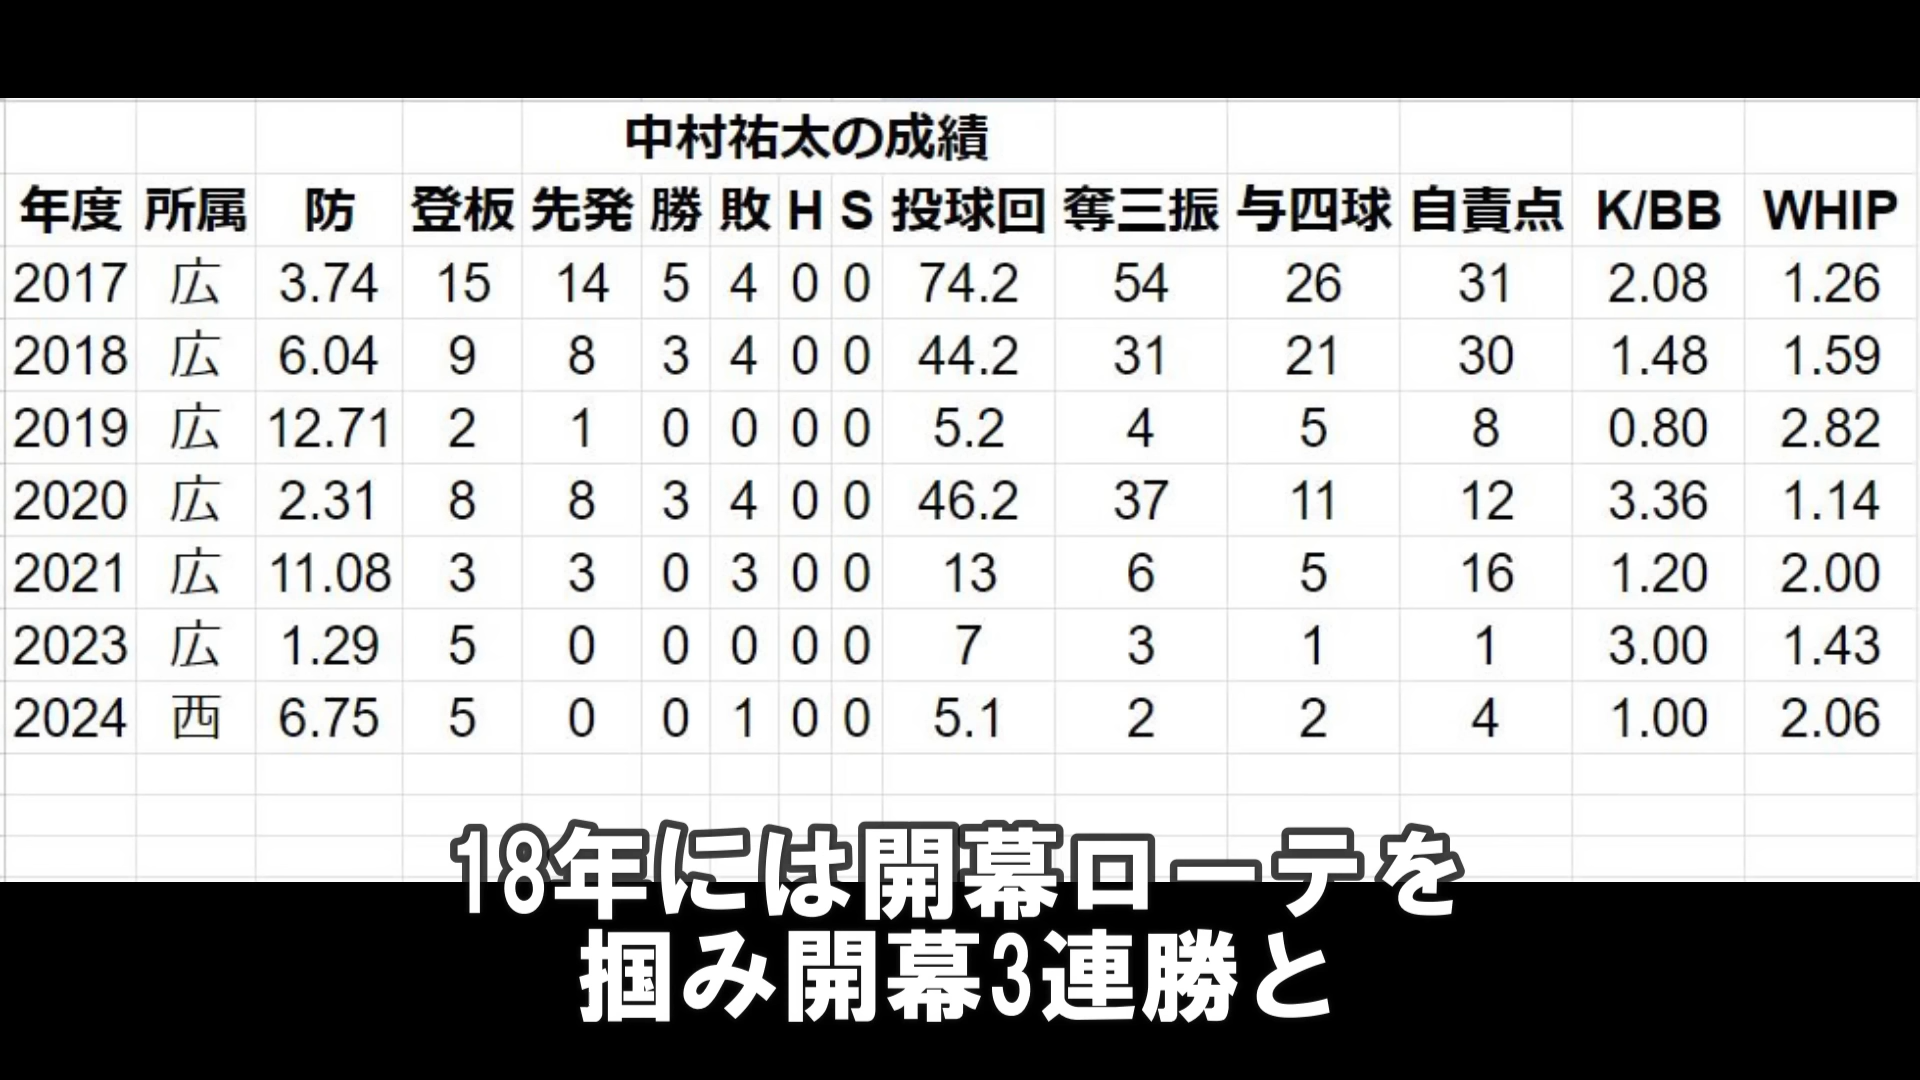 中村祐太の成績
年度 所属 防 登板 先発 勝 敗 H S 投球回 奪三振 与四球 自責点 K/BB WHIP
2017 広 3.74 15 14 5 4 0 0 74.2 54 26 31 2.08 1.26
2018 広 6.04 9 8 3 4 0 0 44.2 31 21 30 1.48 1.59
2019 広 12.71 2 1 0 0 0 0 5.2 4 5 8 0.80 2.82
2020 広 2.31 8 8 3 4 0 0 46.2 37 11 12 3.36 1.14
2021 広 11.08 3 3 0 3 0 0 13 6 5 16 1.20 2.00
2023 広 1.29 5 0 0 0 0 0 7 3 1 1 3.00 1.43
2024 西 6.75 5 0 0 1 0 0 5.1 2 2 4 1.00 2.06
18年には開幕ローテを
掴み開幕3連勝と